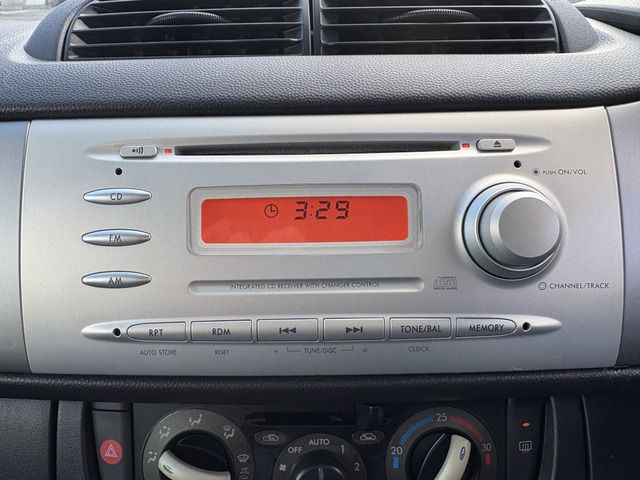 PUSH ON/VOL
CD
3:29
FM
AM
INTEGRATED CD RECEIVER WITH CHANGER CONTROL
CHANNEL/TRACK
RPT RDM TONE/BAL MEMORY
AUTO STORE RESET H TUNE/DISC M CLOCK
OFF AUTO 1 2
20 25 30